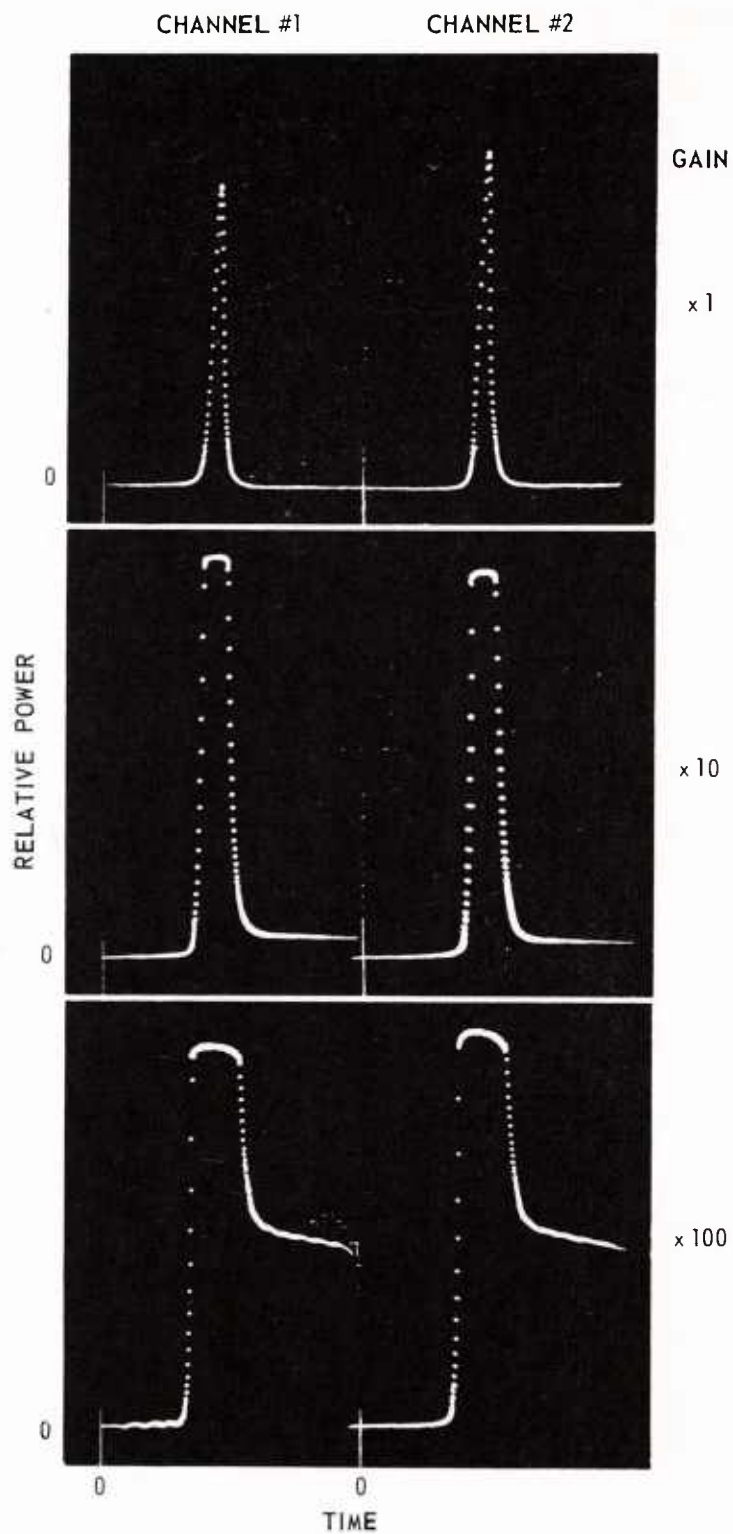 CHANNEL #1 CHANNEL #2
GAIN
x 1
0
x 10
RELATIVE POWER
0
x 100
0
0 0
TIME